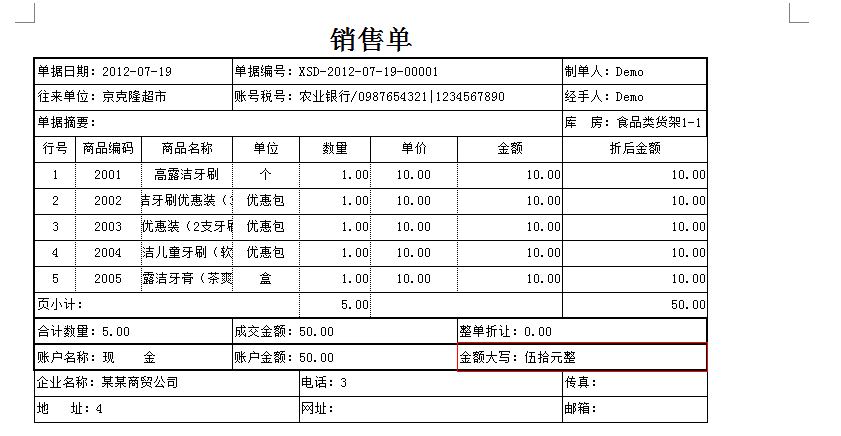 销售单
单据日期：2012-07-19 单据编号：XSD-2012-07-19-00001 制单人：Demo
往来单位：京克隆超市 账号税号：农业银行/0987654321|1234567890 经手人：Demo
单据摘要： 库 房：食品类货架1-1
行号 商品编码 商品名称 单位 数量 单价 金额 折后金额
1 2001 高露洁牙刷 个 1.00 10.00 10.00 10.00
2 2002 洁牙刷优惠装（ 优惠包 1.00 10.00 10.00 10.00
3 2003 优惠装（2支牙刷 优惠包 1.00 10.00 10.00 10.00
4 2004 洁儿童牙刷（软 优惠包 1.00 10.00 10.00 10.00
5 2005 露洁牙膏（茶爽 盒 1.00 10.00 10.00 10.00
页小计： 5.00 50.00
合计数量：5.00 成交金额：50.00 整单折让：0.00
账户名称：现 金 账户金额：50.00 金额大写：伍拾元整
企业名称：某某商贸公司 电话：3 传真：
地 址：4 网址： 邮箱：